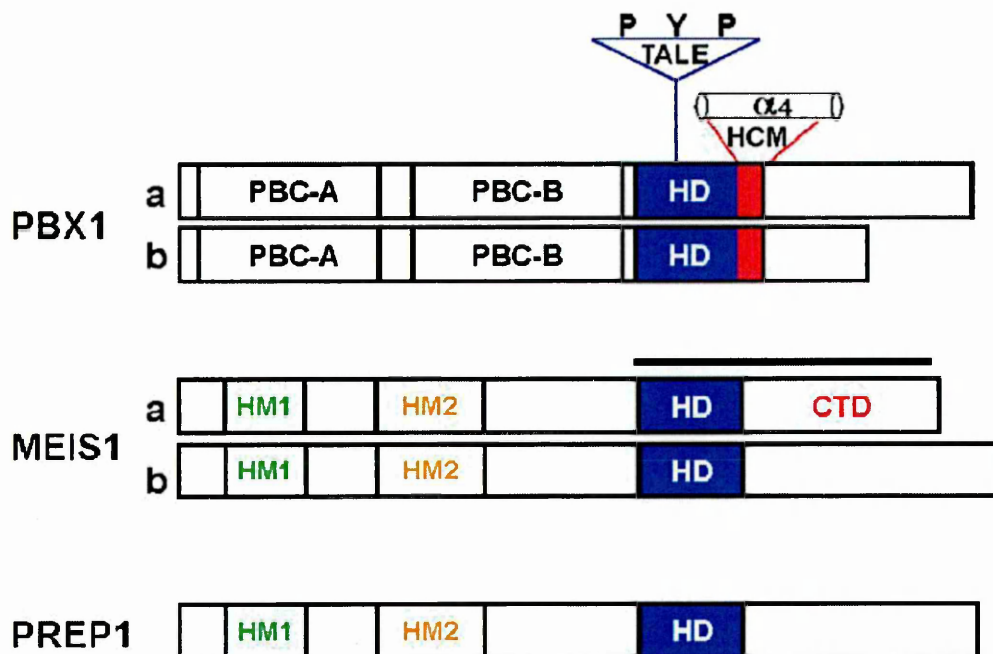 P Y P
TALE
α4
HCM
PBX1
a PBC-A PBC-B HD
b PBC-A PBC-B HD
MEIS1
a HM1 HM2 HD CTD
b HM1 HM2 HD
PREP1 HM1 HM2 HD